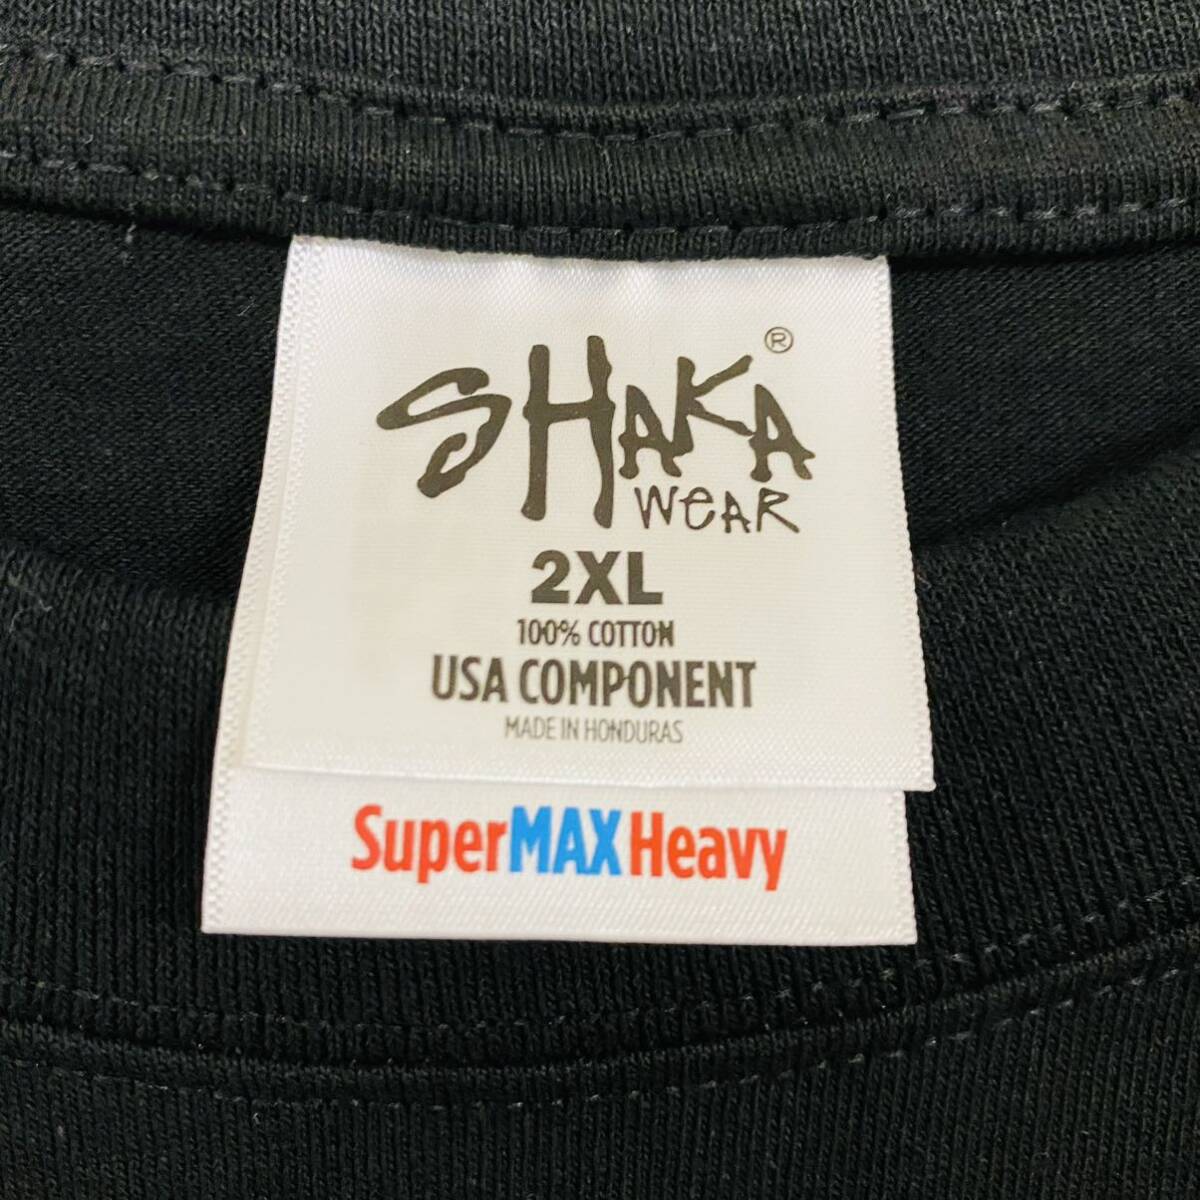 SHAKA ®
WeAR
2XL
100% COTTON
USA COMPONENT
MADE IN HONDURAS
SuperMAXHeavy